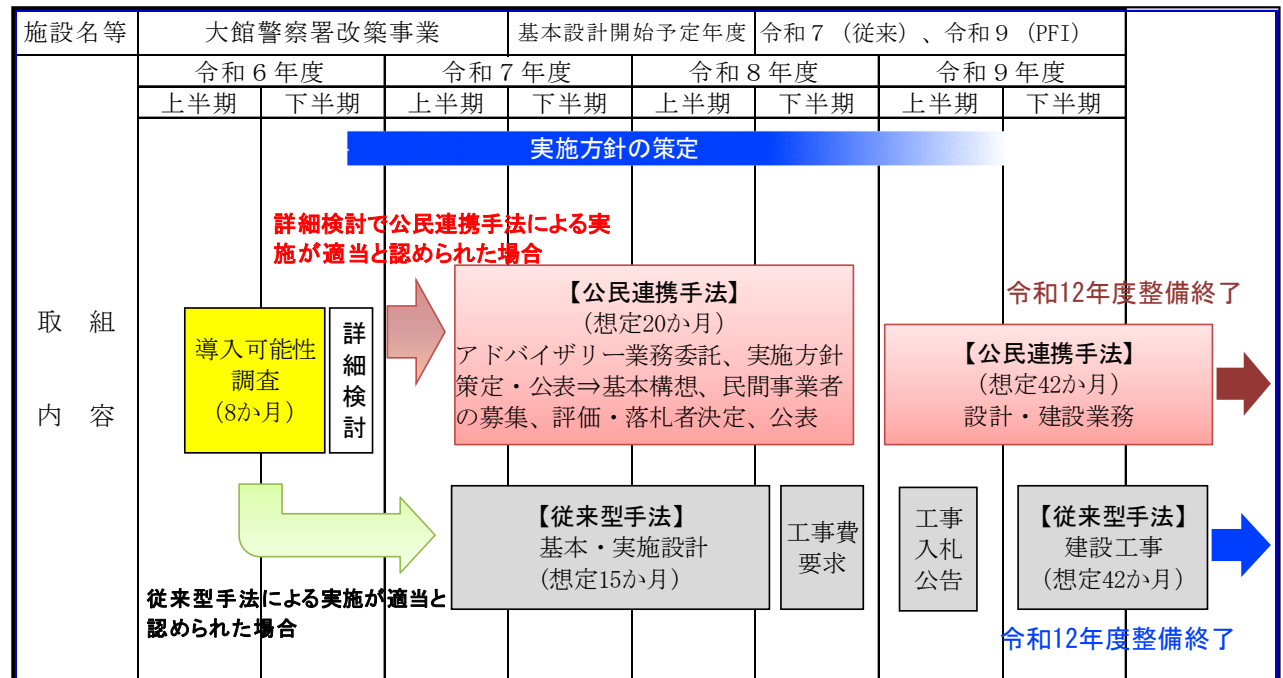 施設名等 大館警察署改築事業 基本設計開始予定年度 令和7（従来）、令和9（PFI）
令和6年度 令和7年度 令和8年度 令和9年度
上半期 下半期 上半期 下半期 上半期 下半期 上半期 下半期
実施方針の策定
詳細検討で公民連携手法による実
施が適当と認められた場合
取組
内容
導入可能性
調査
(8か月)
詳細検討
【公民連携手法】
(想定20か月)
アドバイザリー業務委託、実施方針
策定・公表⇒基本構想、民間事業者
の募集、評価・落札者決定、公表
令和12年度整備終了
【公民連携手法】
(想定42か月)
設計・建設業務
【従来型手法】
基本・実施設計
(想定15か月)
工事費
要求
工事
入札
公告
【従来型手法】
建設工事
(想定42か月)
従来型手法による実施が適当と
認められた場合
令和12年度整備終了